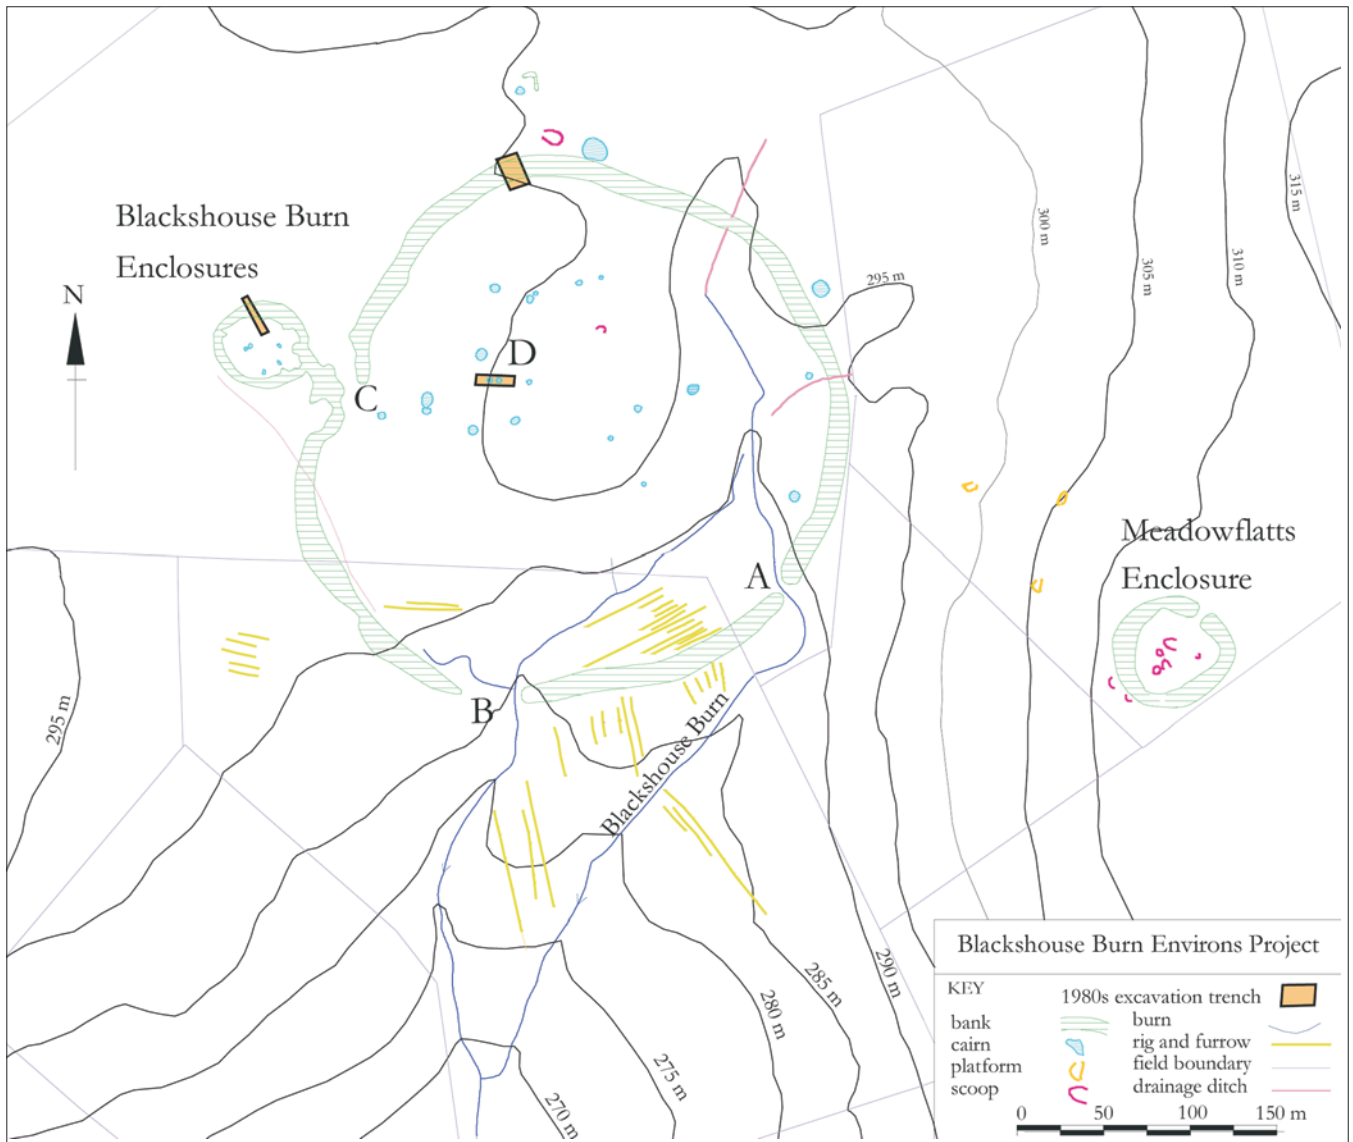 Blackshouse Burn
Enclosures
N
295 m
300 m
305 m
310 m
315 m
D
C
A
B
Meadowflatts
Enclosure
295 m
Blackshouse Burn
290 m
285 m
280 m
275 m
270 m
Blackshouse Burn Environs Project
KEY
1980s excavation trench
bank
burn
cairn
rig and furrow
platform
field boundary
scoop
drainage ditch
0 50 100 150 m